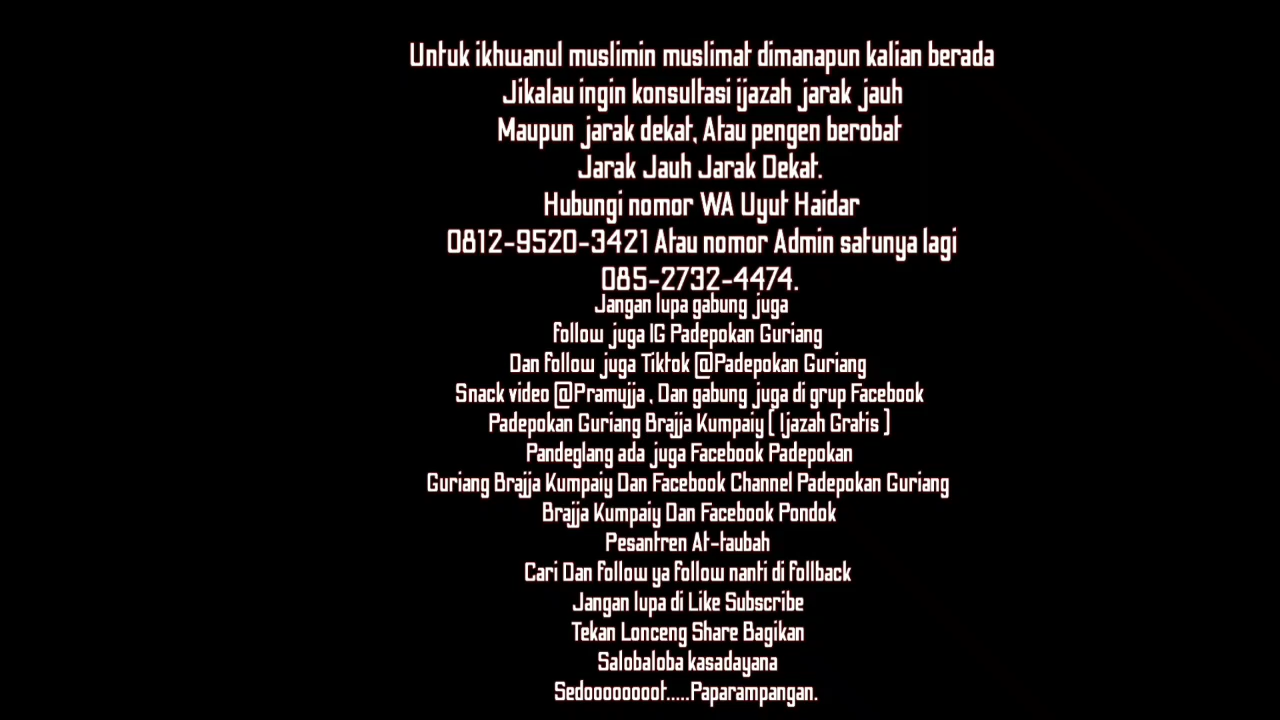 Untuk ikhwanul muslimin muslimat dimanapun kalian berada
Jikalau ingin konsultasi ijazah jarak jauh
Maupun jarak dekat, Atau pengen berobat
Jarak Jauh Jarak Dekat.
Hubungi nomor WA Uyut Haidar
0812-9520-3421 Atau nomor Admin satunya lagi
085-2732-4474.
Jangan lupa gabung juga
follow juga IG Padepokan Guriang
Dan follow juga Tiktok @Padepokan Guriang
Snack video @Pramujja , Dan gabung juga di grup Facebook
Padepokan Guriang Brajja Kumpaiy [ Ijazah Gratis ]
Pandeglang ada juga Facebook Padepokan
Guriang Brajja Kumpaiy Dan Facebook Channel Padepokan Guriang
Brajja Kumpaiy Dan Facebook Pondok
Pesantren At-taubah
Cari Dan follow ya follow nanti di follback
Jangan lupa di Like Subscribe
Tekan Lonceng Share Bagikan
Salobaloba kasadayana
Sedoooooooot.....Paparampangan.